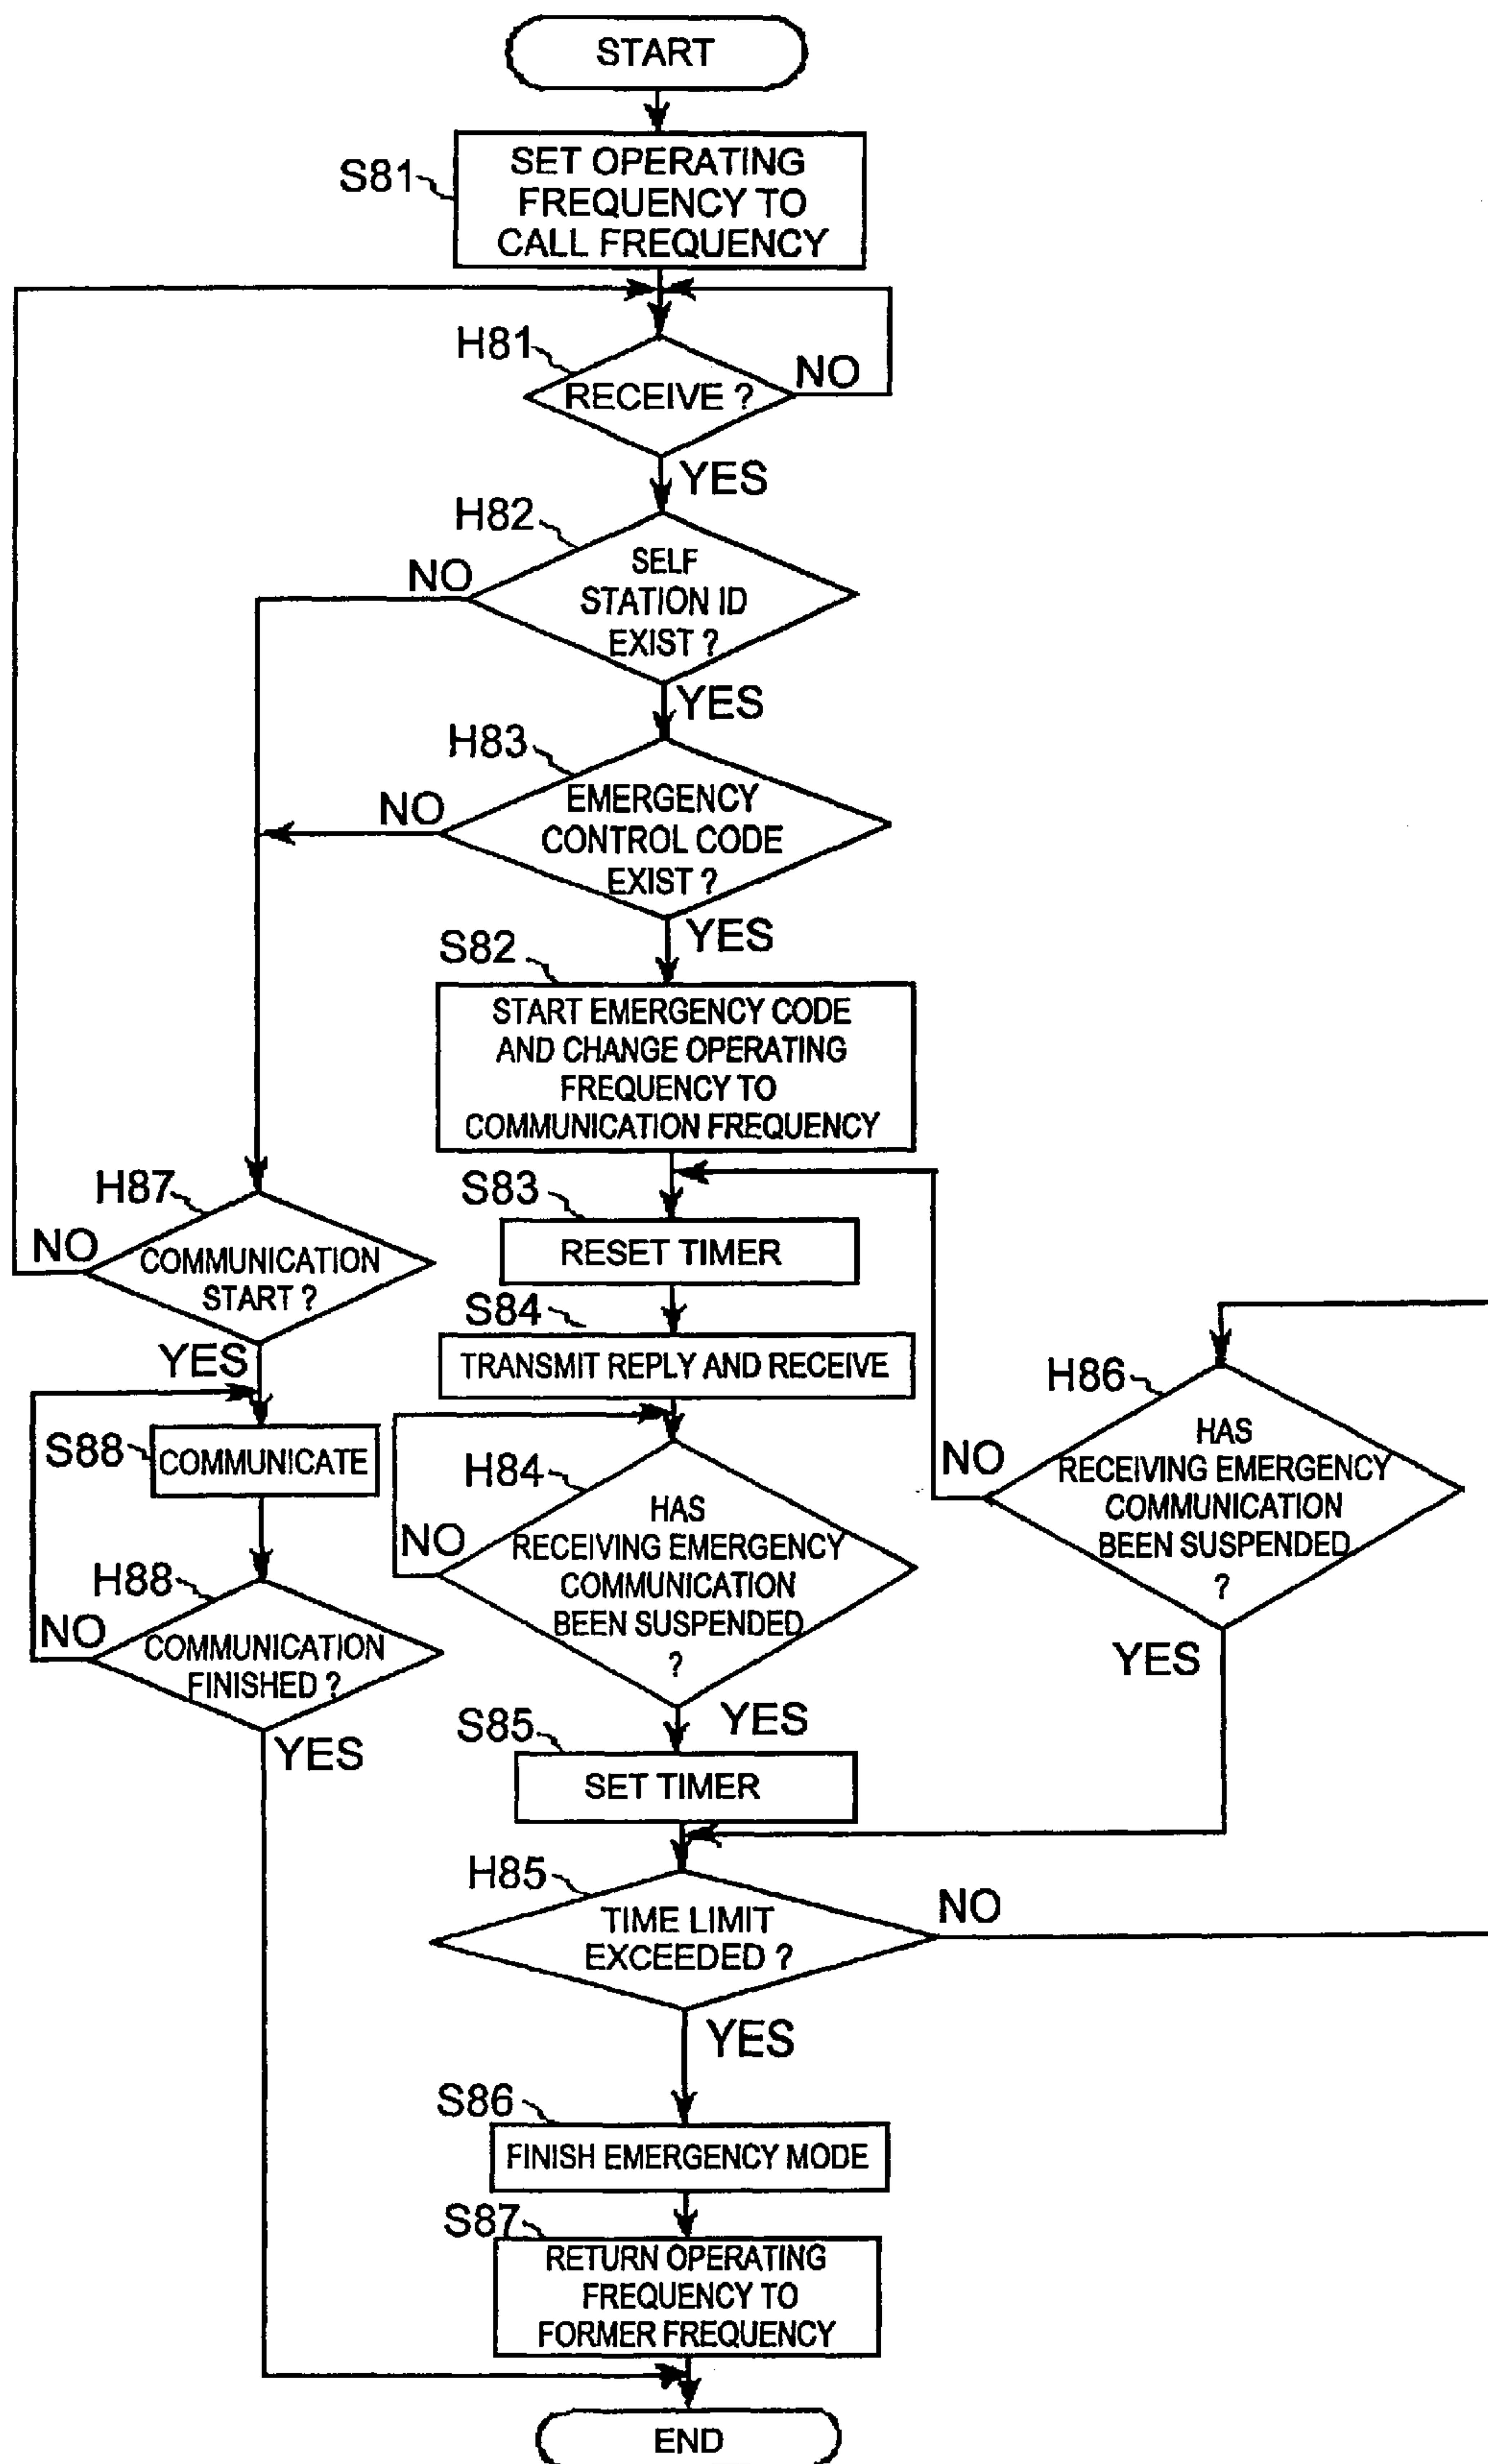 START
S81
SET OPERATING
FREQUENCY TO
CALL FREQUENCY
H81
RECEIVE ?
NO
YES
H82
NO
SELF
STATION ID
EXIST ?
YES
H83
NO
EMERGENCY
CONTROL CODE
EXIST ?
YES
S82
START EMERGENCY CODE
AND CHANGE OPERATING
FREQUENCY TO
COMMUNICATION FREQUENCY
H87
NO
COMMUNICATION
START ?
YES
S83
RESET TIMER
S84
TRANSMIT REPLY AND RECEIVE
S88
COMMUNICATE
H84
NO
HAS
RECEIVING EMERGENCY
COMMUNICATION
BEEN SUSPENDED
?
YES
H86
NO
HAS
RECEIVING EMERGENCY
COMMUNICATION
BEEN SUSPENDED
?
YES
H88
NO
COMMUNICATION
FINISHED ?
YES
S85
SET TIMER
H85
TIME LIMIT
EXCEEDED ?
NO
YES
S86
FINISH EMERGENCY MODE
S87
RETURN OPERATING
FREQUENCY TO
FORMER FREQUENCY
END